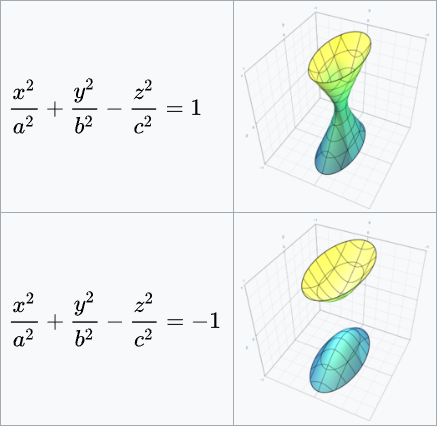 x²/a² + y²/b² − z²/c² = 1
x²/a² + y²/b² − z²/c² = −1